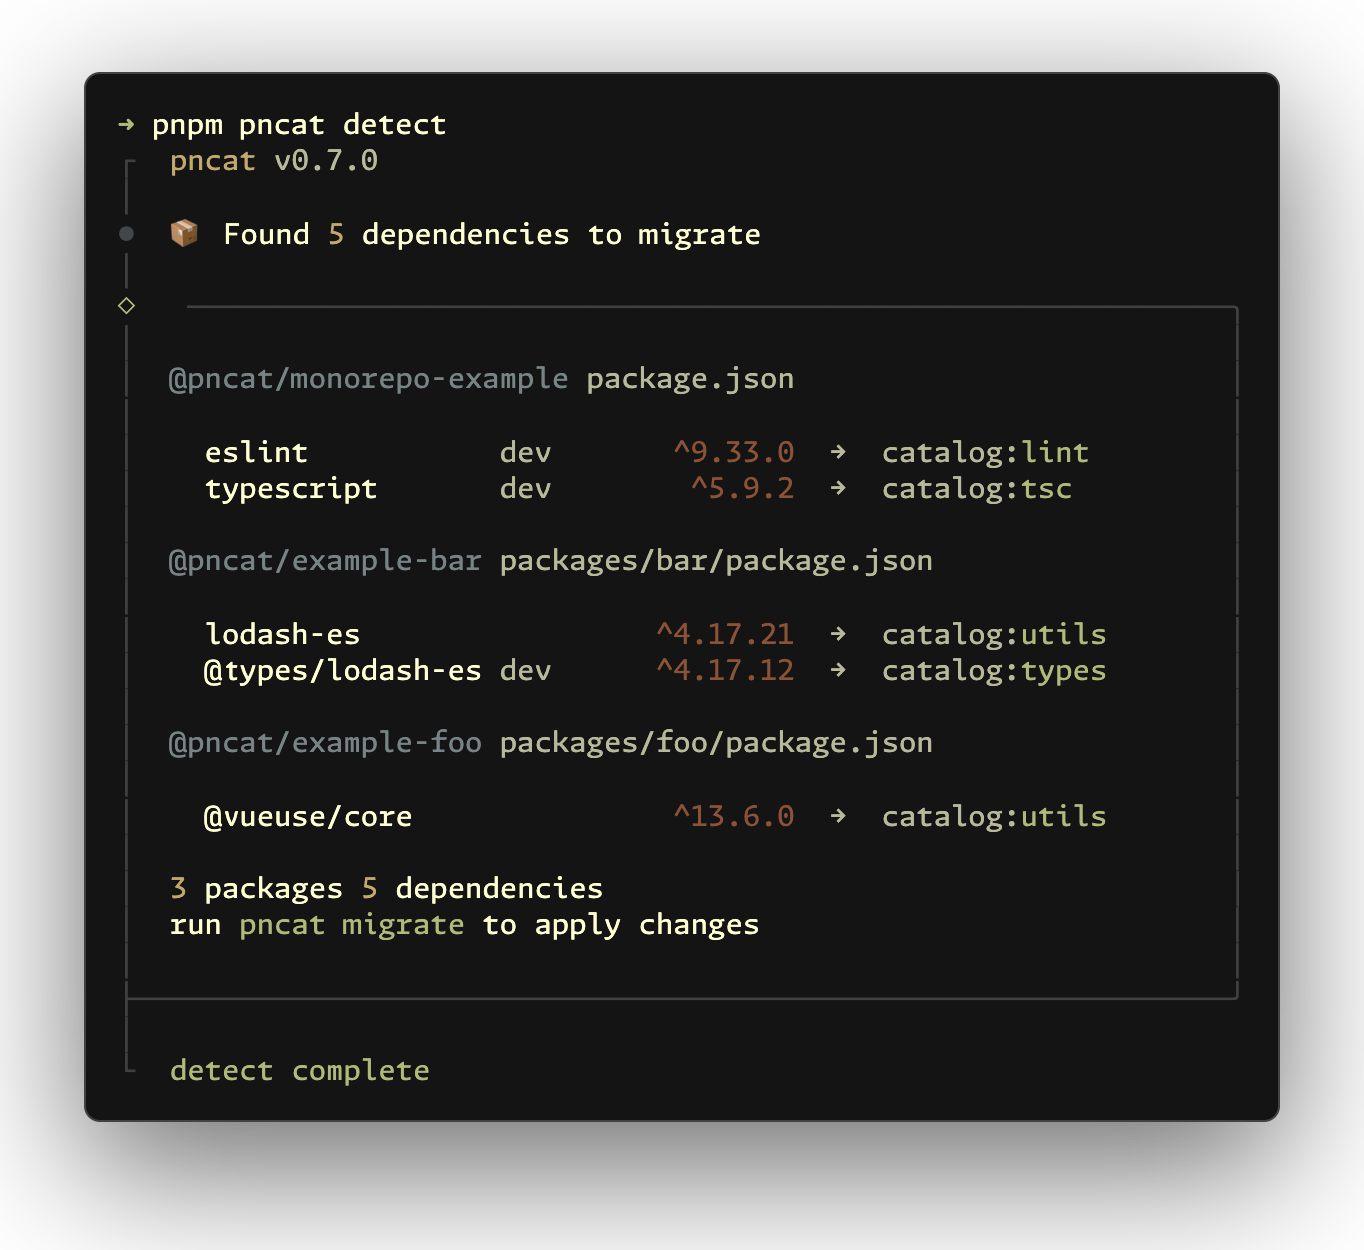 ➜ pnpm pncat detect
pncat v0.7.0
📦 Found 5 dependencies to migrate
@pncat/monorepo-example package.json
eslint dev ^9.33.0 → catalog:lint
typescript dev ^5.9.2 → catalog:tsc
@pncat/example-bar packages/bar/package.json
lodash-es ^4.17.21 → catalog:utils
@types/lodash-es dev ^4.17.12 → catalog:types
@pncat/example-foo packages/foo/package.json
@vueuse/core ^13.6.0 → catalog:utils
3 packages 5 dependencies
run pncat migrate to apply changes
detect complete